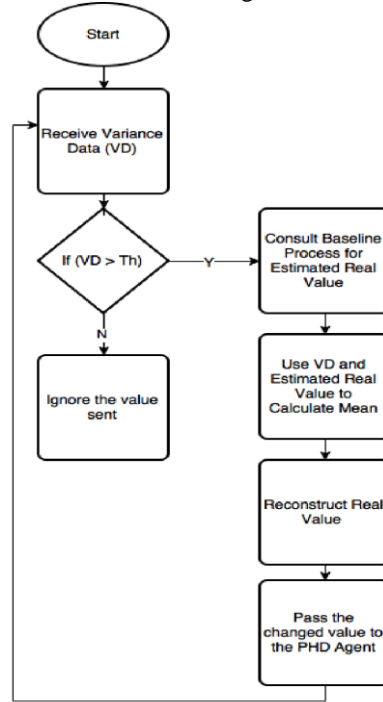 Start
Receive Variance
Data (VD)
If (VD > Th)
Y
N
Ignore the value
sent
Consult Baseline
Process for
Estimated Real
Value
Use VD and
Estimated Real
Value to
Calculate Mean
Reconstruct Real
Value
Pass the
changed value to
the PHD Agent